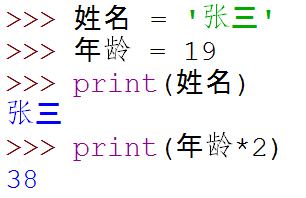 >>> 姓名 = '张三'
>>> 年龄 = 19
>>> print(姓名)
张三
>>> print(年龄*2)
38